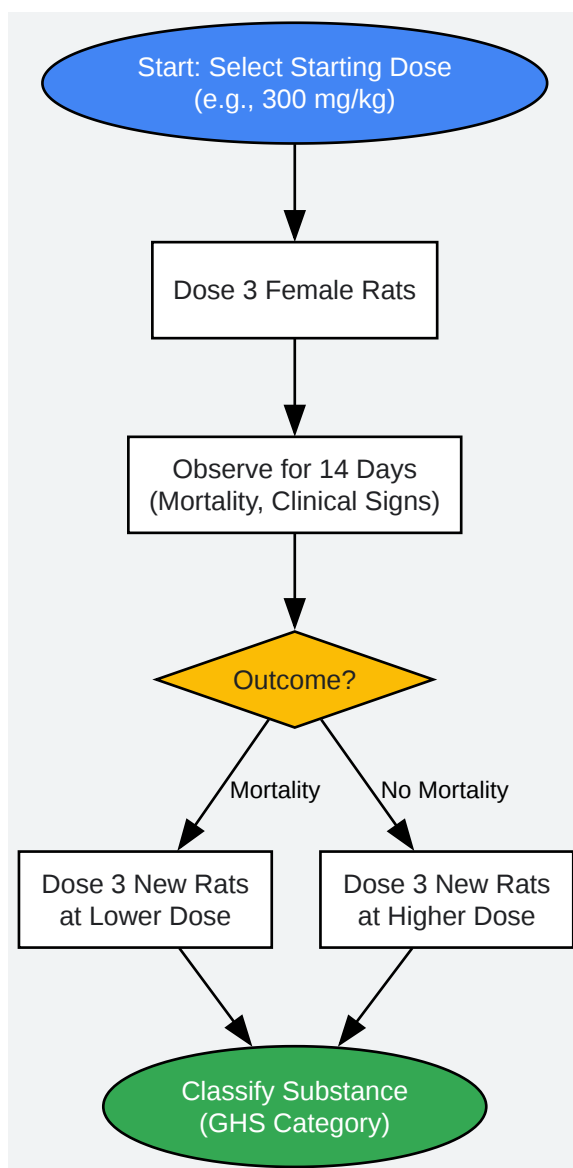 Start: Select Starting Dose
(e.g., 300 mg/kg)
Dose 3 Female Rats
Observe for 14 Days
(Mortality, Clinical Signs)
Outcome?
Mortality
No Mortality
Dose 3 New Rats
at Lower Dose
Dose 3 New Rats
at Higher Dose
Classify Substance
(GHS Category)